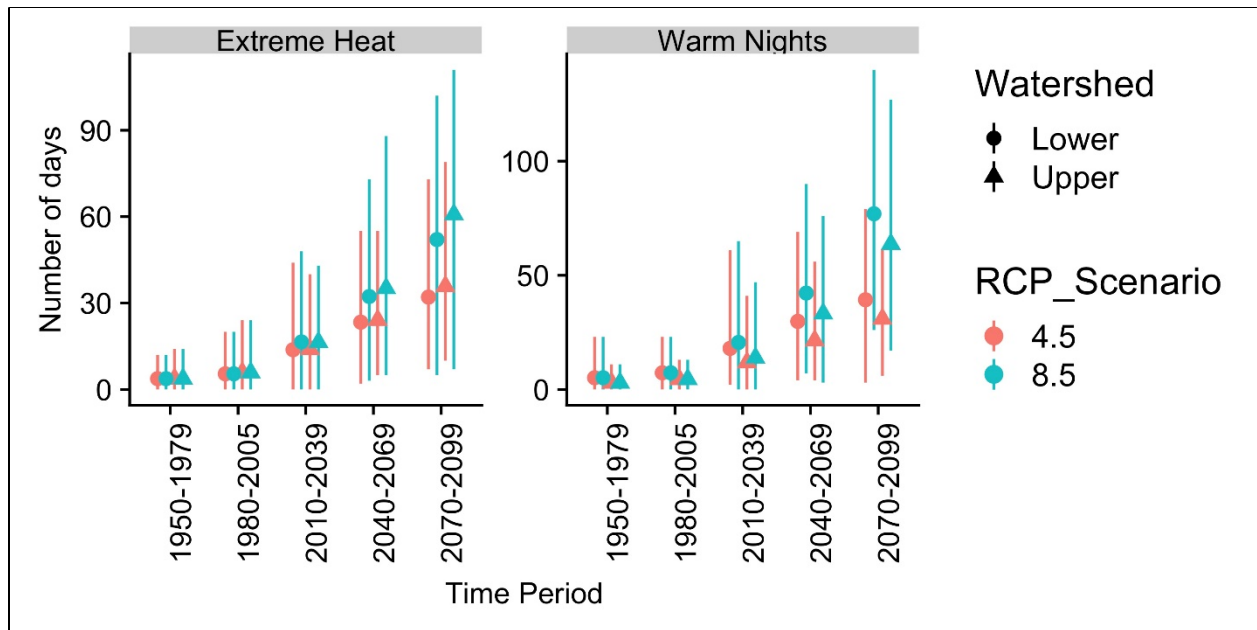 Extreme Heat
Warm Nights
Number of days
90
60
30
0
100
50
0
1950-1979
1980-2005
2010-2039
2040-2069
2070-2099
1950-1979
1980-2005
2010-2039
2040-2069
2070-2099
Time Period
Watershed
Lower
Upper
RCP_Scenario
4.5
8.5